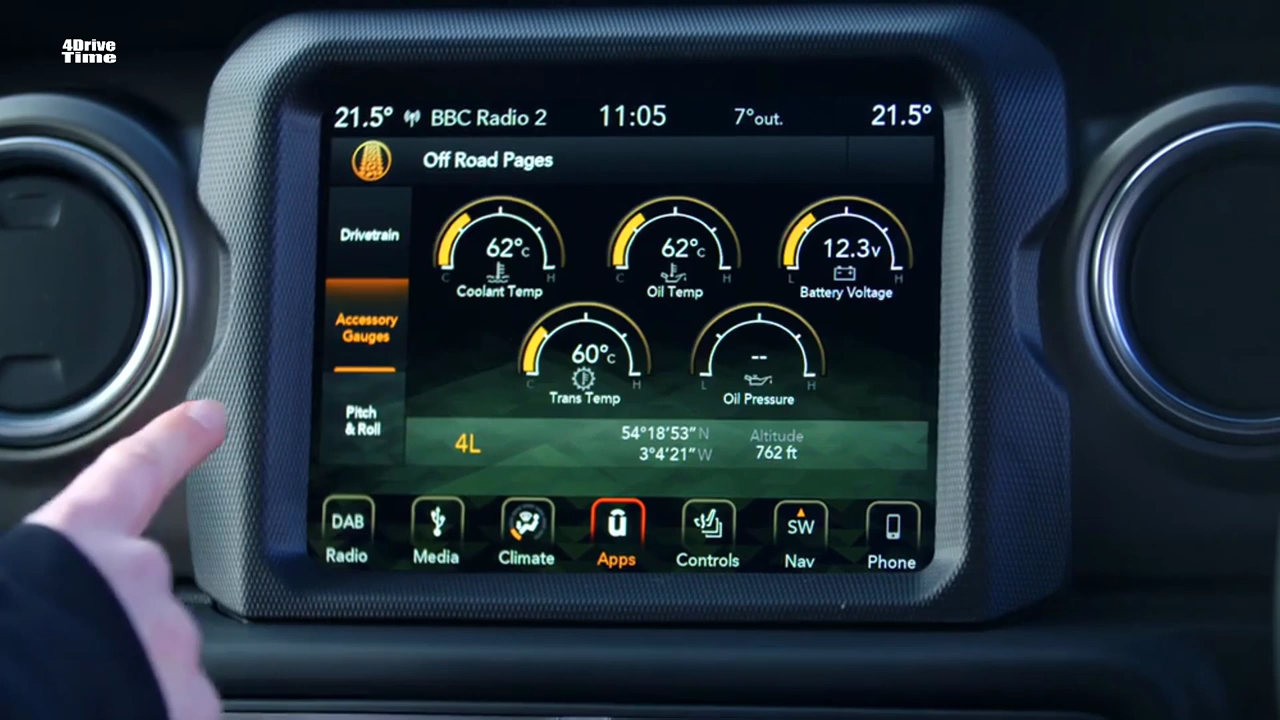 4Drive
Time
21.5° BBC Radio 2 11:05 7°out. 21.5°
Off Road Pages
Drivetrain
Accessory
Gauges
Pitch
& Roll
62°C
C H
Coolant Temp
62°C
C H
Oil Temp
12.3v
L H
Battery Voltage
60°C
C H
Trans Temp
--
L H
Oil Pressure
4L
54°18'53"N
3°4'21"W
Altitude
762 ft
DAB
Radio
Media
Climate
ū
Apps
Controls
SW
Nav
Phone